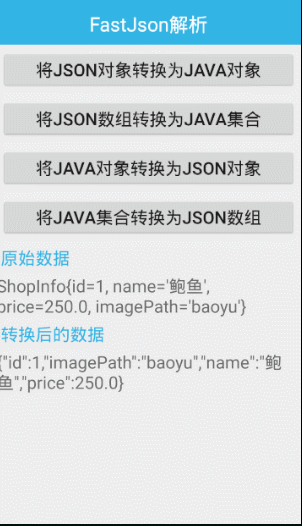 FastJson解析
将JSON对象转换为JAVA对象
将JSON数组转换为JAVA集合
将JAVA对象转换为JSON对象
将JAVA集合转换为JSON数组
原始数据
ShopInfo{id=1, name='鲍鱼',
price=250.0, imagePath='baoyu'}
转换后的数据
{"id":1,"imagePath":"baoyu","name":"鲍
鱼","price":250.0}